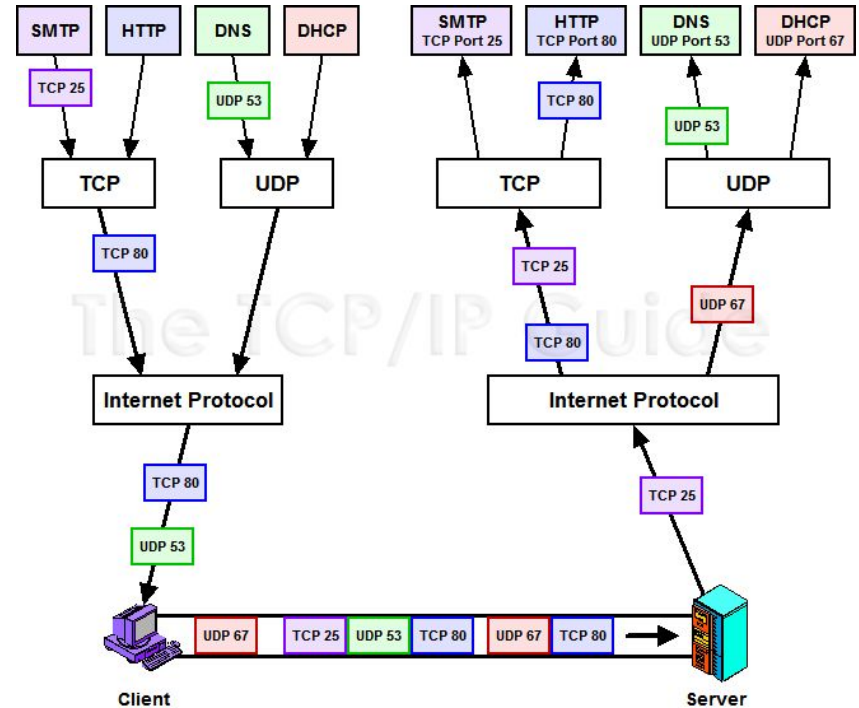 SMTP HTTP DNS DHCP
SMTP HTTP DNS DHCP
TCP Port 25 TCP Port 80 UDP Port 53 UDP Port 67
TCP 25 UDP 53
TCP 80
UDP 53
TCP UDP
TCP UDP
TCP 80
TCP 25
UDP 67
The TCP/IP Guide
TCP 80
Internet Protocol
Internet Protocol
TCP 80
TCP 25
UDP 53
UDP 67 TCP 25 UDP 53 TCP 80 UDP 67 TCP 80
Client Server